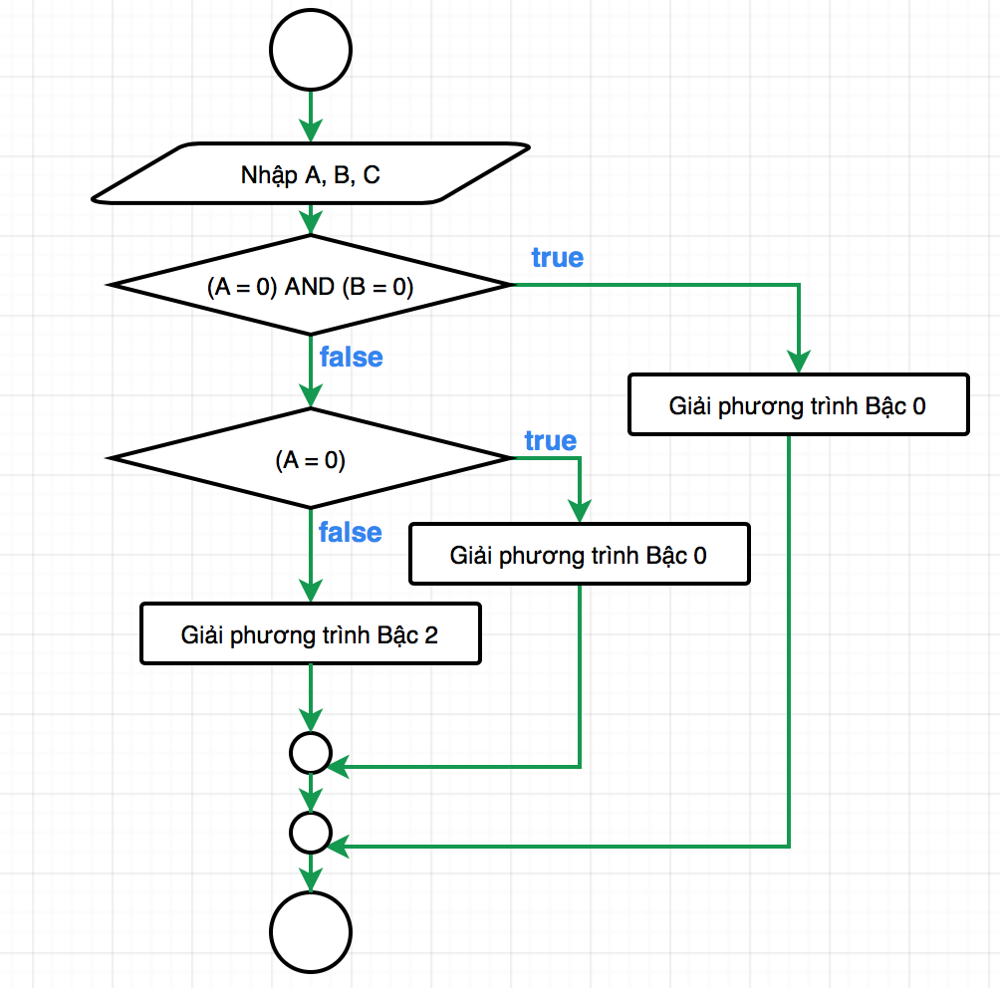 Nhập A, B, C
(A = 0) AND (B = 0)
true
false
Giải phương trình Bậc 0
(A = 0)
true
false
Giải phương trình Bậc 0
Giải phương trình Bậc 2